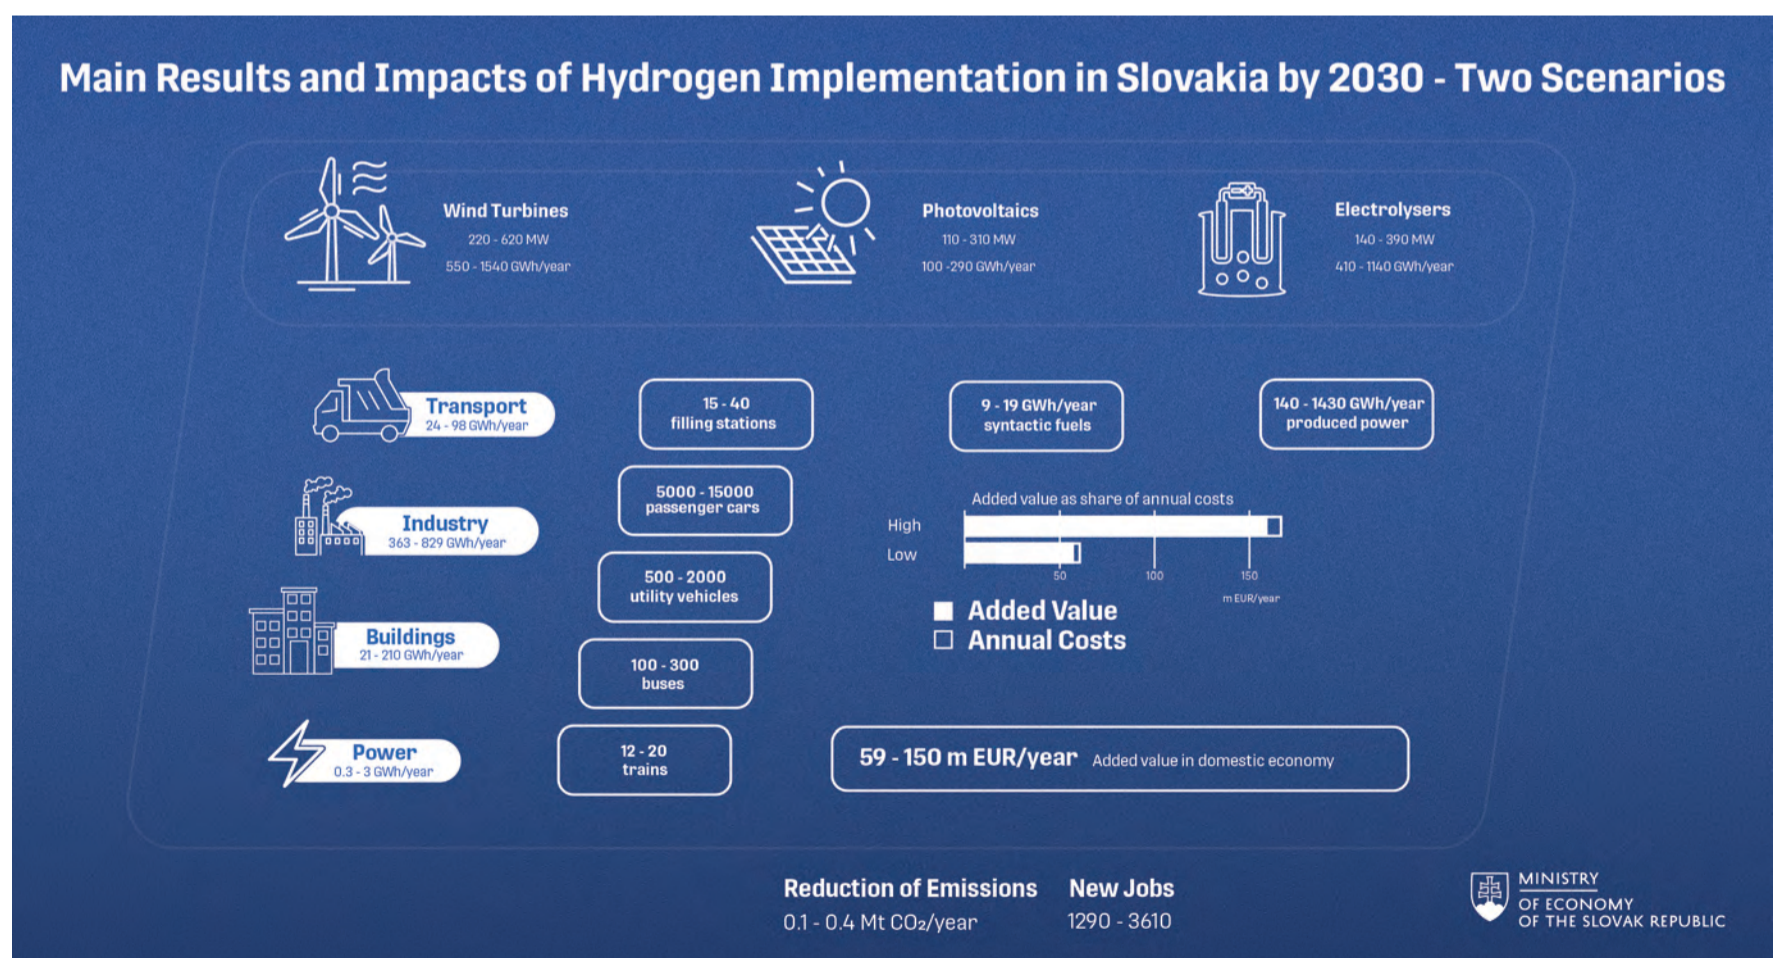 Main Results and Impacts of Hydrogen Implementation in Slovakia by 2030 - Two Scenarios
Wind Turbines
220 - 620 MW
550 - 1540 GWh/year
Photovoltaics
110 - 310 MW
100 -290 GWh/year
Electrolysers
140 - 390 MW
410 - 1140 GWh/year
Transport
24 - 98 GWh/year
Industry
363 - 829 GWh/year
Buildings
21 - 210 GWh/year
Power
0.3 - 3 GWh/year
15 - 40
filling stations
5000 - 15000
passenger cars
500 - 2000
utility vehicles
100 - 300
buses
12 - 20
trains
9 - 19 GWh/year
syntactic fuels
140 - 1430 GWh/year
produced power
Added value as share of annual costs
High
Low
50 100 150
m EUR/year
Added Value
Annual Costs
59 - 150 m EUR/year Added value in domestic economy
Reduction of Emissions
0.1 - 0.4 Mt CO₂/year
New Jobs
1290 - 3610
MINISTRY
OF ECONOMY
OF THE SLOVAK REPUBLIC